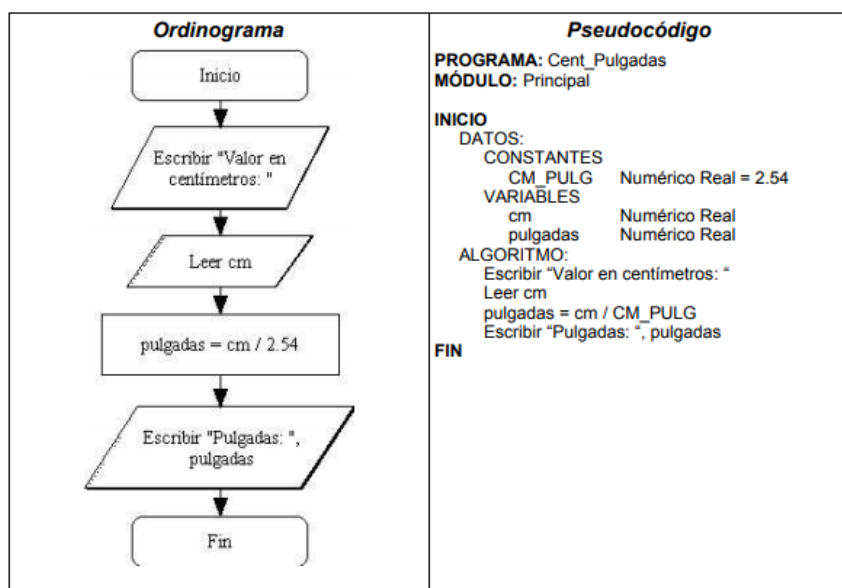 Ordinograma
Inicio
Escribir "Valor en
centímetros: "
Leer cm
pulgadas = cm / 2.54
Escribir "Pulgadas: ",
pulgadas
Fin
Pseudocódigo
PROGRAMA: Cent_Pulgadas
MÓDULO: Principal
INICIO
DATOS:
CONSTANTES
CM_PULG Numérico Real = 2.54
VARIABLES
cm Numérico Real
pulgadas Numérico Real
ALGORITMO:
Escribir “Valor en centímetros: “
Leer cm
pulgadas = cm / CM_PULG
Escribir “Pulgadas: “, pulgadas
FIN